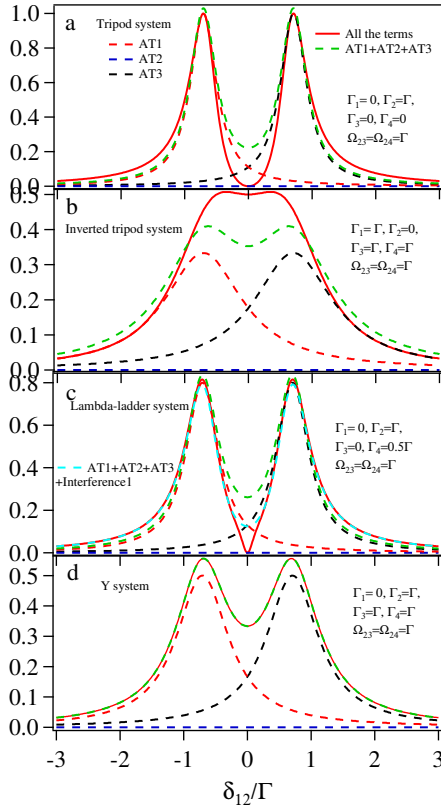 a
Tripod system
AT1
AT2
AT3
All the terms
AT1+AT2+AT3
Γ₁= 0, Γ₂=Γ,
Γ₃=0, Γ₄=0
Ω₂₃=Ω₂₄=Γ
1.0
0.8
0.6
0.4
0.2
0.0
b
Inverted tripod system
Γ₁= Γ, Γ₂=0,
Γ₃=Γ, Γ₄=Γ
Ω₂₃=Ω₂₄=Γ
0.5
0.4
0.3
0.2
0.1
0.0
c
Lambda-ladder system
AT1+AT2+AT3
+Interference1
Γ₁= 0, Γ₂=Γ,
Γ₃=0, Γ₄=0.5Γ
Ω₂₃=Ω₂₄=Γ
0.8
0.6
0.4
0.2
0.0
d
Y system
Γ₁= 0, Γ₂=Γ,
Γ₃=Γ, Γ₄=Γ
Ω₂₃=Ω₂₄=Γ
0.5
0.4
0.3
0.2
0.1
0.0
-3 -2 -1 0 1 2 3
δ₁₂/Γ